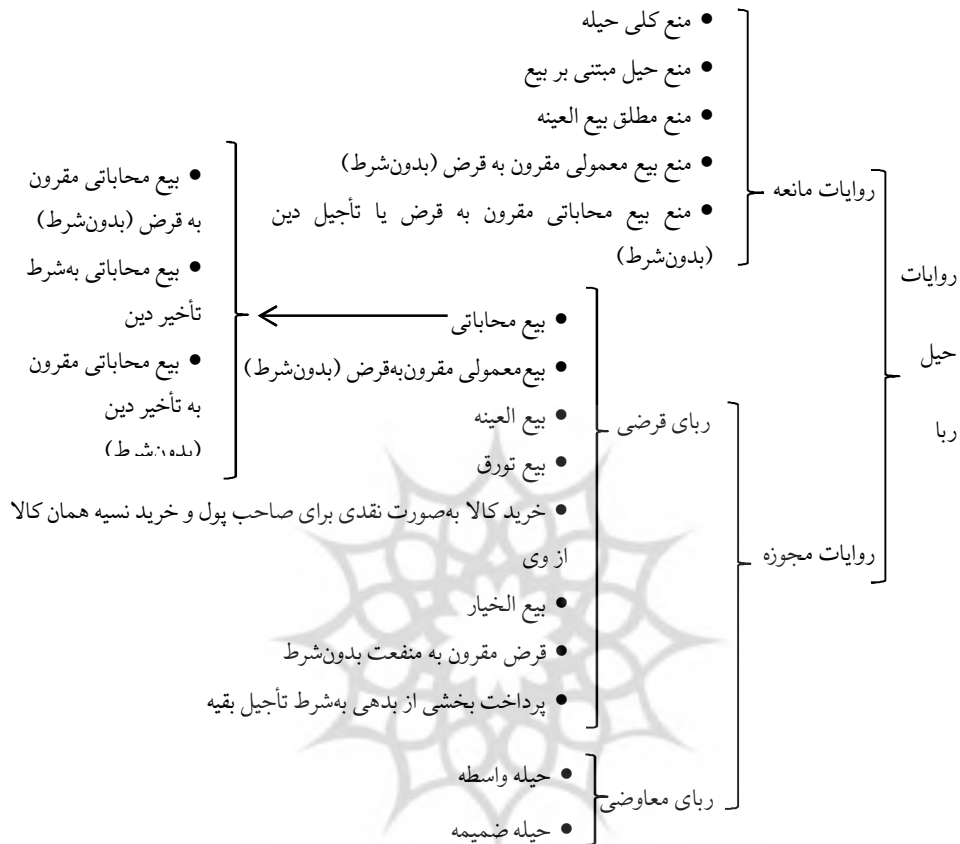 روایات
حیل
ربا
روایات مانعه
• منع کلی حیله
• منع حیل مبتنی بر بیع
• منع مطلق بیع العینه
• منع بیع معمولی مقرون به قرض (بدون‌شرط)
• منع بیع محاباتی مقرون به قرض یا تأجیل دین
(بدون‌شرط)
روایات مجوزه
ربای قرضی
• بیع محاباتی
• بیع محاباتی مقرون
به قرض (بدون‌شرط)
• بیع محاباتی به‌شرط
تأخیر دین
• بیع محاباتی مقرون
به تأخیر دین
(بدون‌شرط)
• بیع‌معمولی مقرون‌به‌قرض (بدون‌شرط)
• بیع العینه
• بیع تورق
• خرید کالا به‌صورت نقدی برای صاحب پول و خرید نسیه همان کالا
از وی
• بیع الخیار
• قرض مقرون به منفعت بدون‌شرط
• پرداخت بخشی از بدهی به‌شرط تأجیل بقیه
ربای معاوضی
• حیله واسطه
• حیله ضمیمه